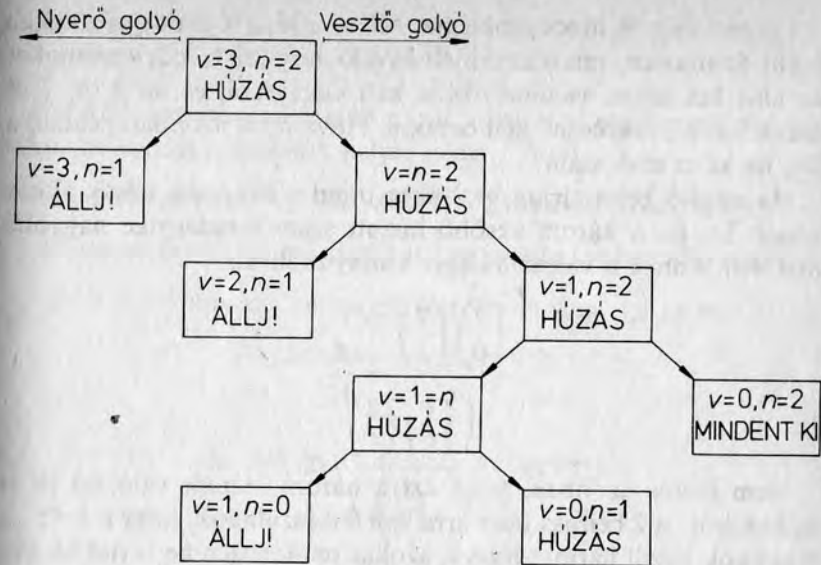 Nyerő golyó
Vesztő golyó
v=3, n=2
HÚZÁS
v=3, n=1
ÁLLJ!
v=n=2
HÚZÁS
v=2, n=1
ÁLLJ!
v=1, n=2
HÚZÁS
v=1=n
HÚZÁS
v=0, n=2
MINDENT KI
v=1, n=0
ÁLLJ!
v=0, n=1
HÚZÁS